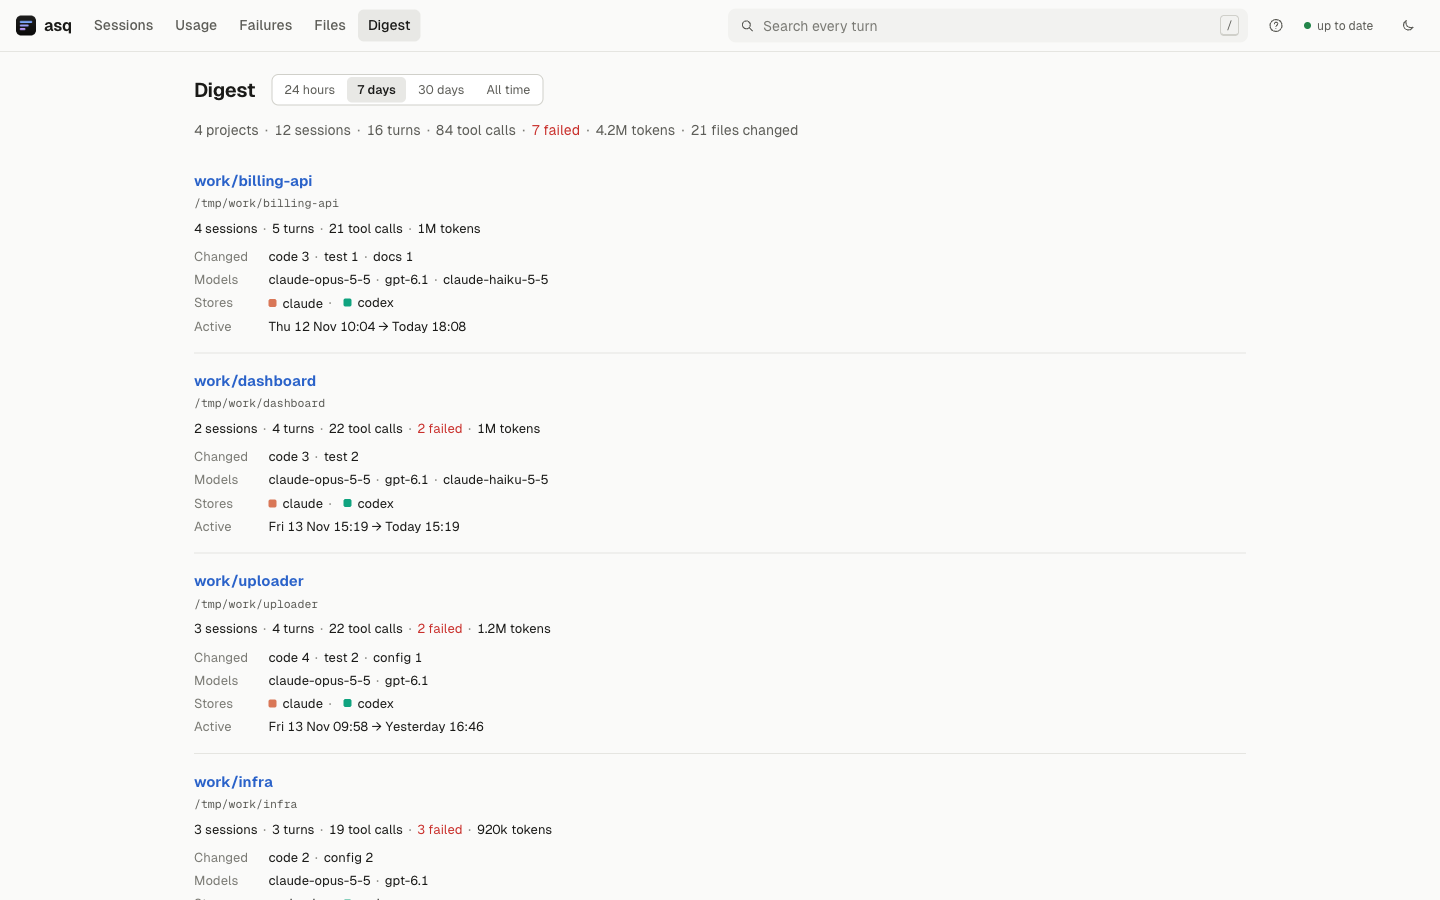 asq Sessions Usage Failures Files Digest Search every turn / up to date
Digest 24 hours 7 days 30 days All time
4 projects · 12 sessions · 16 turns · 84 tool calls · 7 failed · 4.2M tokens · 21 files changed
work/billing-api
/tmp/work/billing-api
4 sessions · 5 turns · 21 tool calls · 1M tokens
Changed code 3 · test 1 · docs 1
Models claude-opus-5-5 · gpt-6.1 · claude-haiku-5-5
Stores claude · codex
Active Thu 12 Nov 10:04 → Today 18:08
work/dashboard
/tmp/work/dashboard
2 sessions · 4 turns · 22 tool calls · 2 failed · 1M tokens
Changed code 3 · test 2
Models claude-opus-5-5 · gpt-6.1 · claude-haiku-5-5
Stores claude · codex
Active Fri 13 Nov 15:19 → Today 15:19
work/uploader
/tmp/work/uploader
3 sessions · 4 turns · 22 tool calls · 2 failed · 1.2M tokens
Changed code 4 · test 2 · config 1
Models claude-opus-5-5 · gpt-6.1
Stores claude · codex
Active Fri 13 Nov 09:58 → Yesterday 16:46
work/infra
/tmp/work/infra
3 sessions · 3 turns · 19 tool calls · 3 failed · 920k tokens
Changed code 2 · config 2
Models claude-opus-5-5 · gpt-6.1